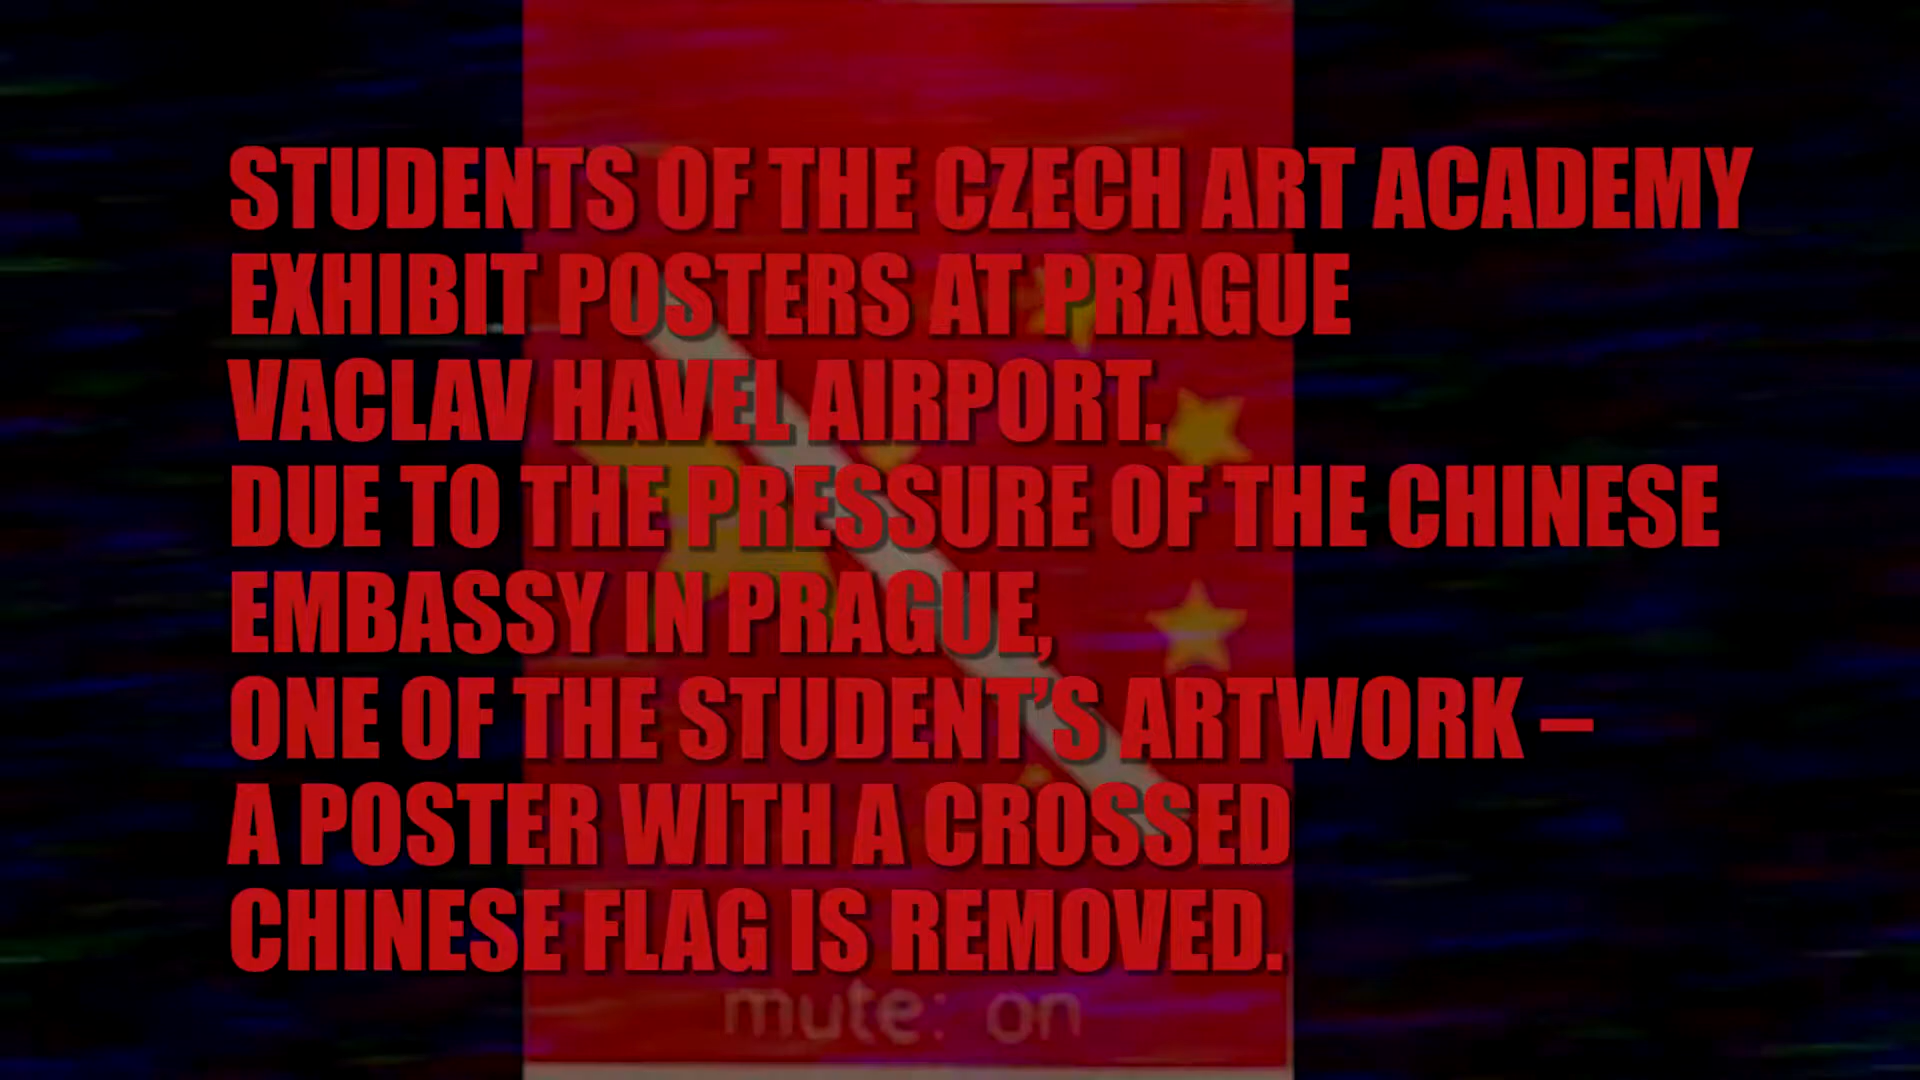 STUDENTS OF THE CZECH ART ACADEMY
EXHIBIT POSTERS AT PRAGUE
VACLAV HAVEL AIRPORT.
DUE TO THE PRESSURE OF THE CHINESE
EMBASSY IN PRAGUE,
ONE OF THE STUDENT'S ARTWORK –
A POSTER WITH A CROSSED
CHINESE FLAG IS REMOVED.
mute: on